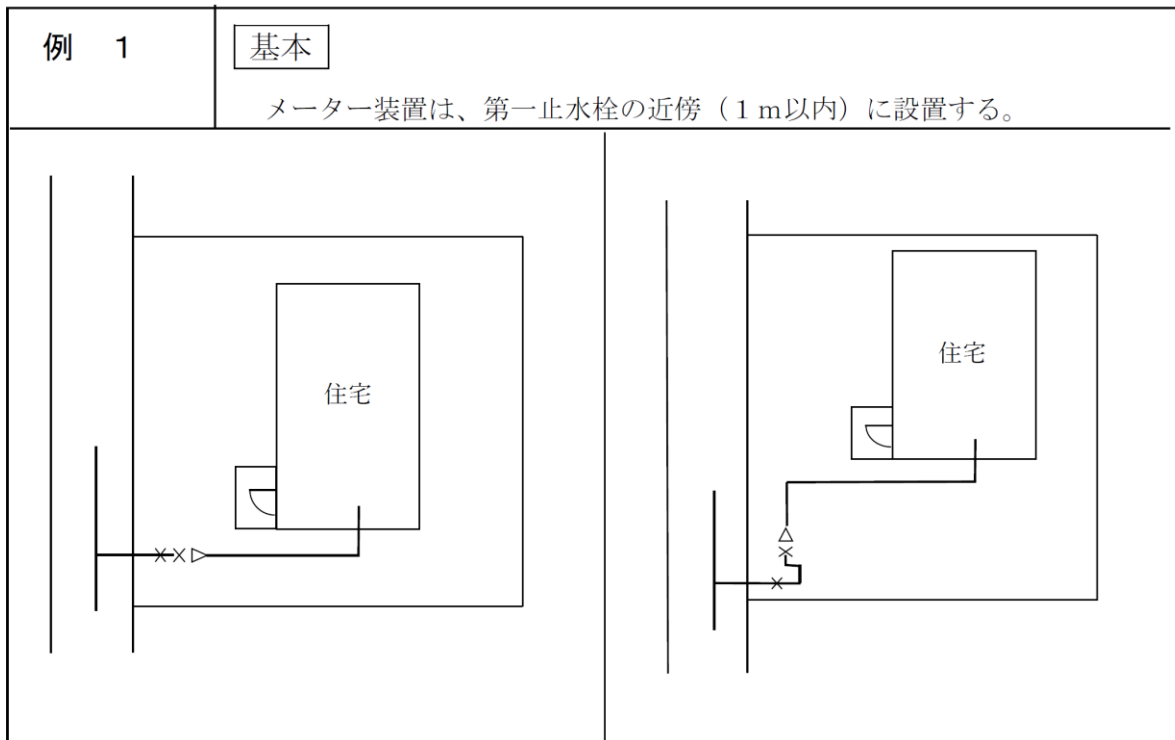 例 1
基本
メーター装置は、第一止水栓の近傍（１ｍ以内）に設置する。
住宅
住宅